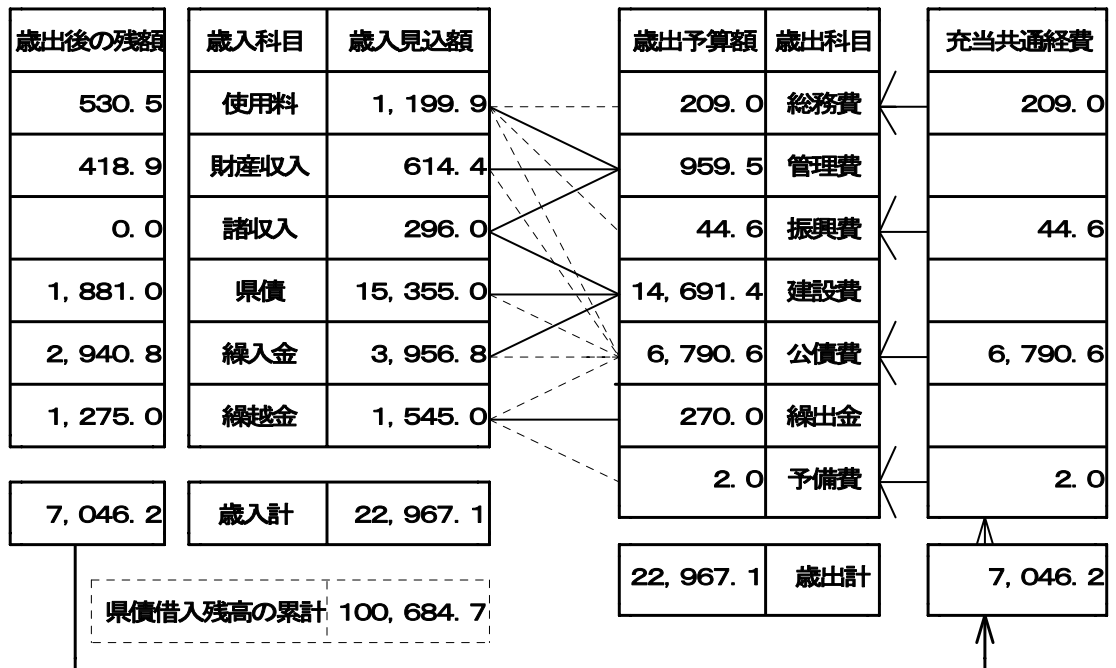 歳出後の残額 歳入科目 歳入見込額 歳出予算額 歳出科目 充当共通経費
530.5 使用料 1,199.9 209.0 総務費 209.0
418.9 財産収入 614.4 959.5 管理費
0.0 諸収入 296.0 44.6 振興費 44.6
1,881.0 県債 15,355.0 14,691.4 建設費
2,940.8 繰入金 3,956.8 6,790.6 公債費 6,790.6
1,275.0 繰越金 1,545.0 270.0 繰出金
2.0 予備費 2.0
7,046.2 歳入計 22,967.1
22,967.1 歳出計 7,046.2
県債借入残高の累計 100,684.7